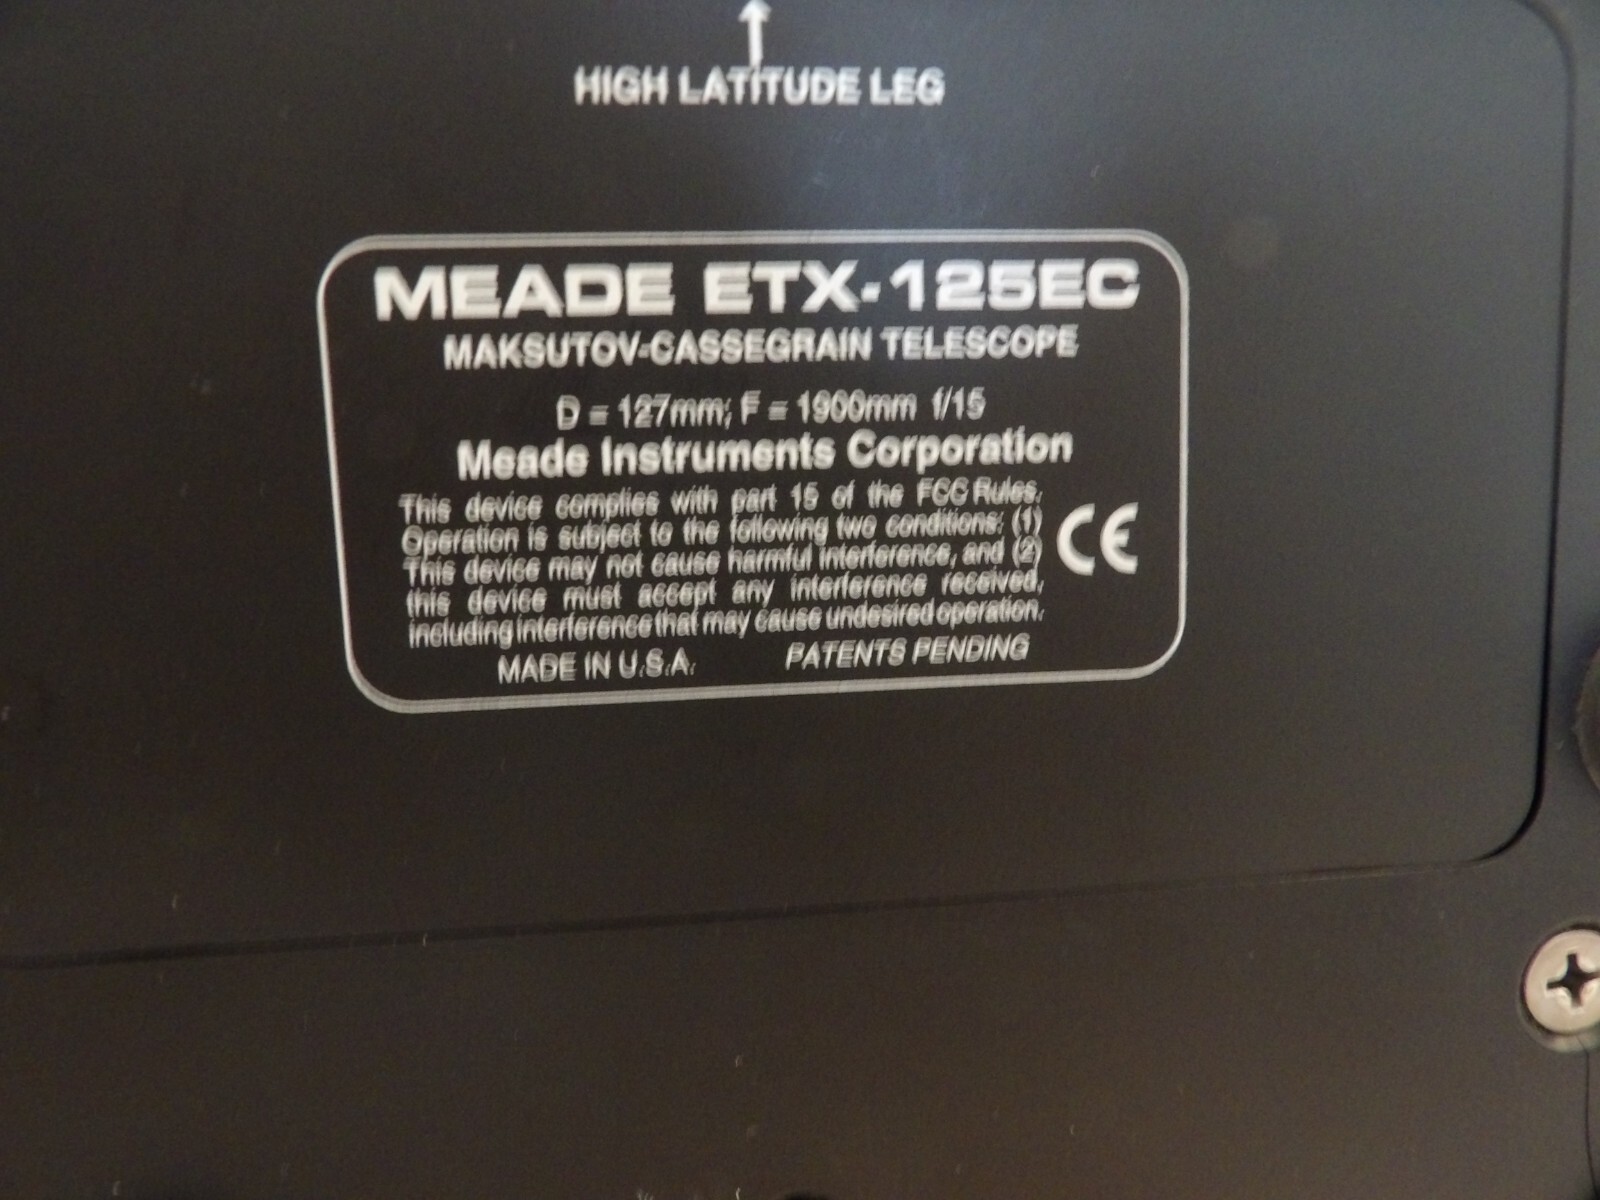 HIGH LATITUDE LEG
MEADE ETX-125EC
MAKSUTOV-CASSEGRAIN TELESCOPE
D = 127mm; F = 1900mm f/15
Meade Instruments Corporation
This device complies with part 15 of the FCC Rules.
Operation is subject to the following two conditions: (1)
This device may not cause harmful interference, and (2)
this device must accept any interference received,
including interference that may cause undesired operation.
CE
MADE IN U.S.A. PATENTS PENDING